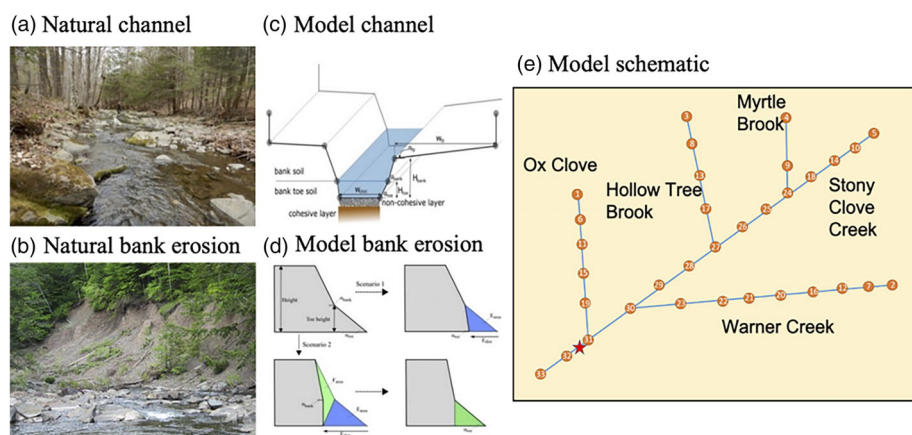 (a) Natural channel
(b) Natural bank erosion
(c) Model channel
bank soil
bank toe soil
cohesive layer
non-cohesive layer
(d) Model bank erosion
Height
Toe height
Scenario 1
Scenario 2
(e) Model schematic
Ox Clove
Hollow Tree
Brook
Myrtle
Brook
Stony
Clove
Creek
Warner Creek
1
6
11
15
19
31
32
33
3
8
13
17
27
4
9
24
5
10
14
18
25
26
28
29
30
23
22
21
20
16
12
7
2